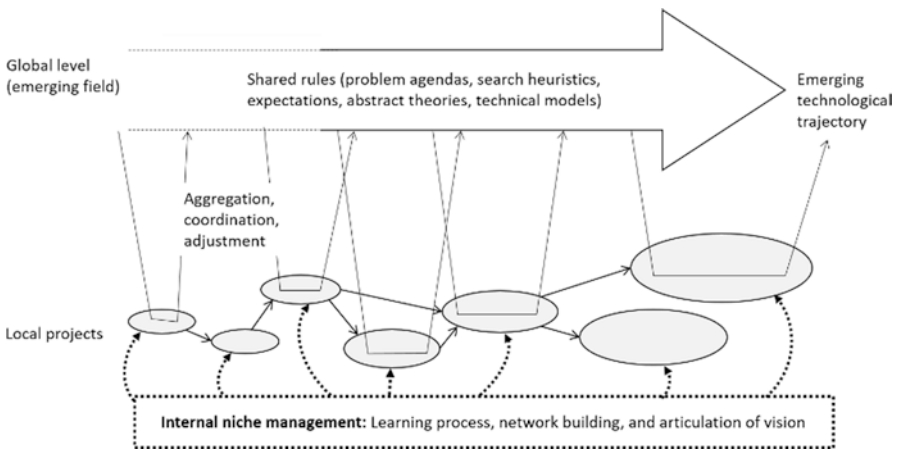 Global level
(emerging field)
Shared rules (problem agendas, search heuristics,
expectations, abstract theories, technical models)
Emerging
technological
trajectory
Aggregation,
coordination,
adjustment
Local projects
Internal niche management: Learning process, network building, and articulation of vision